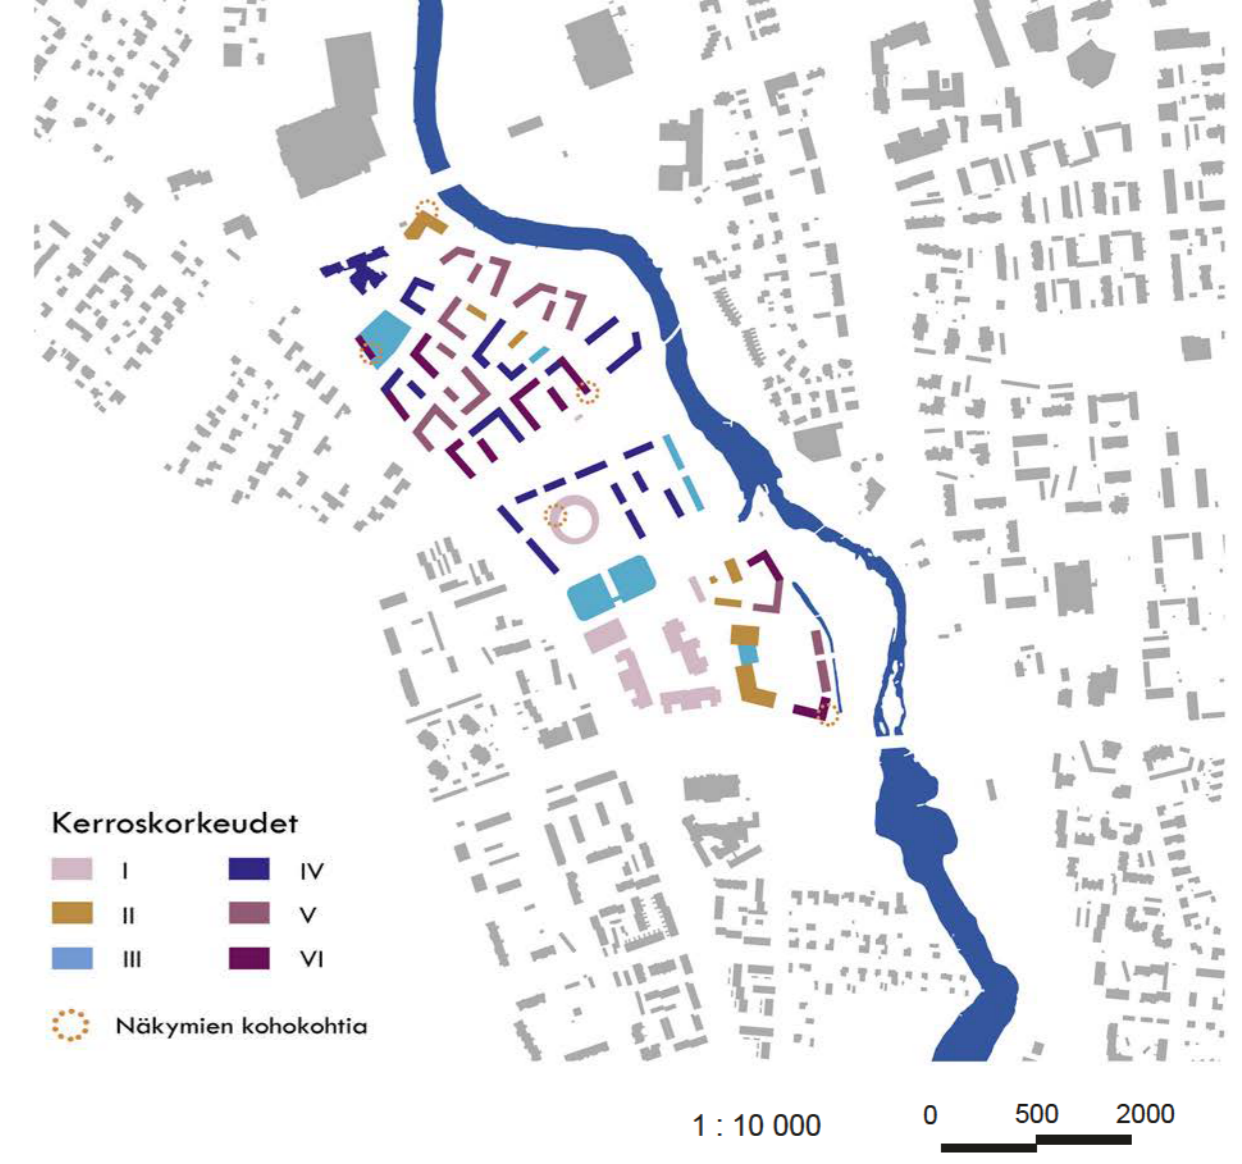 Kerroskorkeudet
I IV
II V
III VI
Näkymien kohokohtia
1 : 10 000
0 500 2000